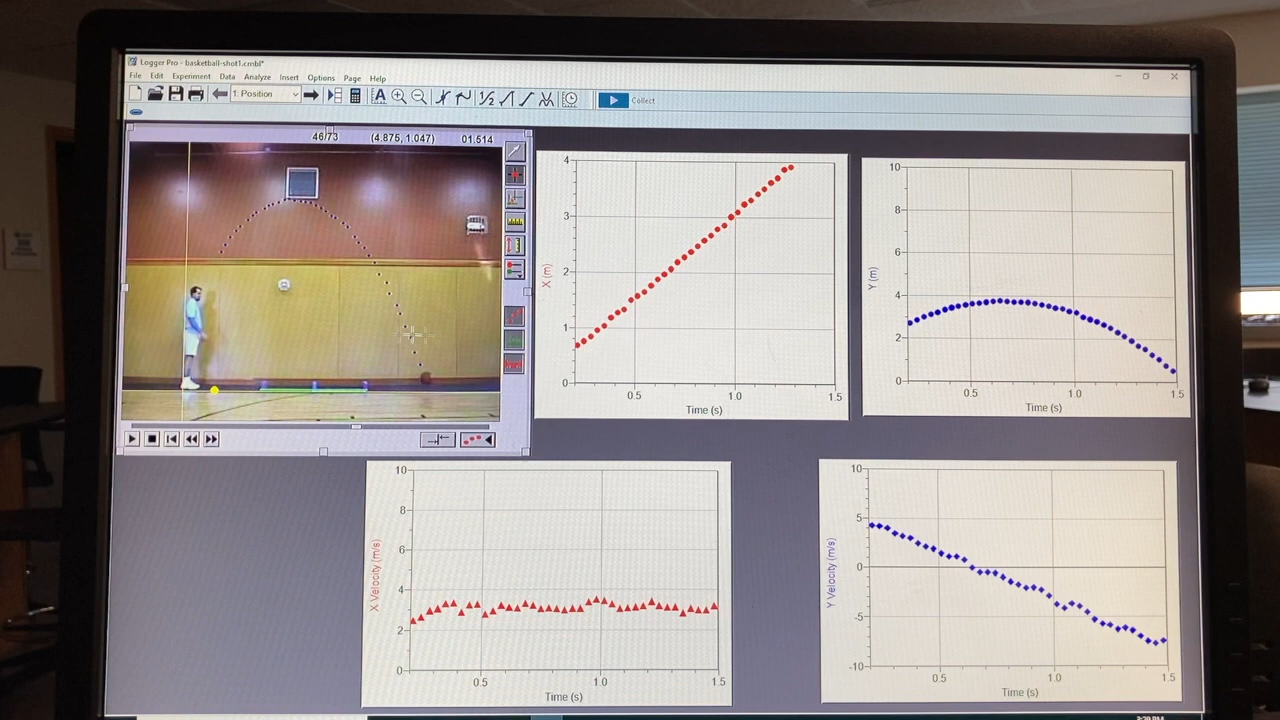 Logger Pro - basketball-shot1.cmbl*
File Edit Experiment Data Analyze Insert Options Page Help
1: Position
Collect
46/73 (4.875, 1.047) 01.514
4
3
2
1
0
X (m)
0.5 1.0 1.5
Time (s)
10
8
6
4
2
0
Y (m)
0.5 1.0 1.5
Time (s)
10
8
6
4
2
0
X Velocity (m/s)
0.5 1.0 1.5
Time (s)
10
5
0
-5
-10
Y Velocity (m/s)
0.5 1.0 1.5
Time (s)